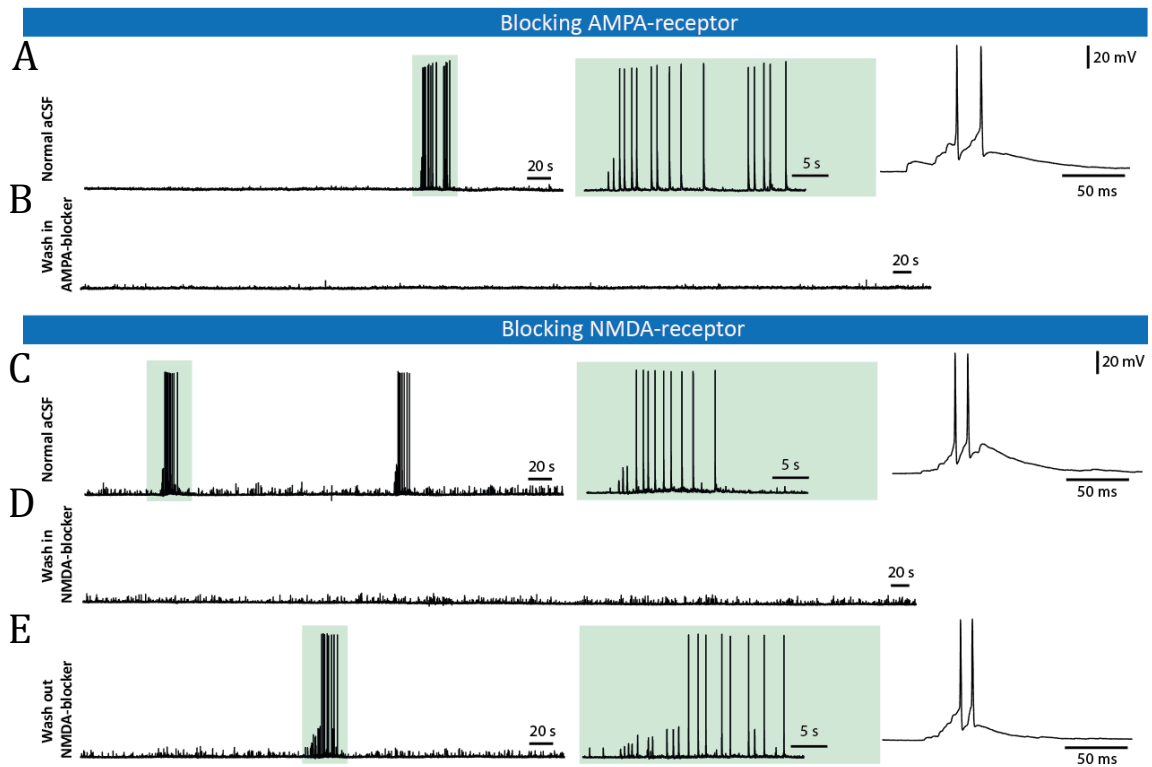 Blocking AMPA-receptor
A
Normal aCSF
20 s
5 s
20 mV
50 ms
B
Wash in
AMPA-blocker
20 s
Blocking NMDA-receptor
C
Normal aCSF
20 s
5 s
20 mV
50 ms
D
Wash in
NMDA-blocker
20 s
E
Wash out
NMDA-blocker
20 s
5 s
50 ms